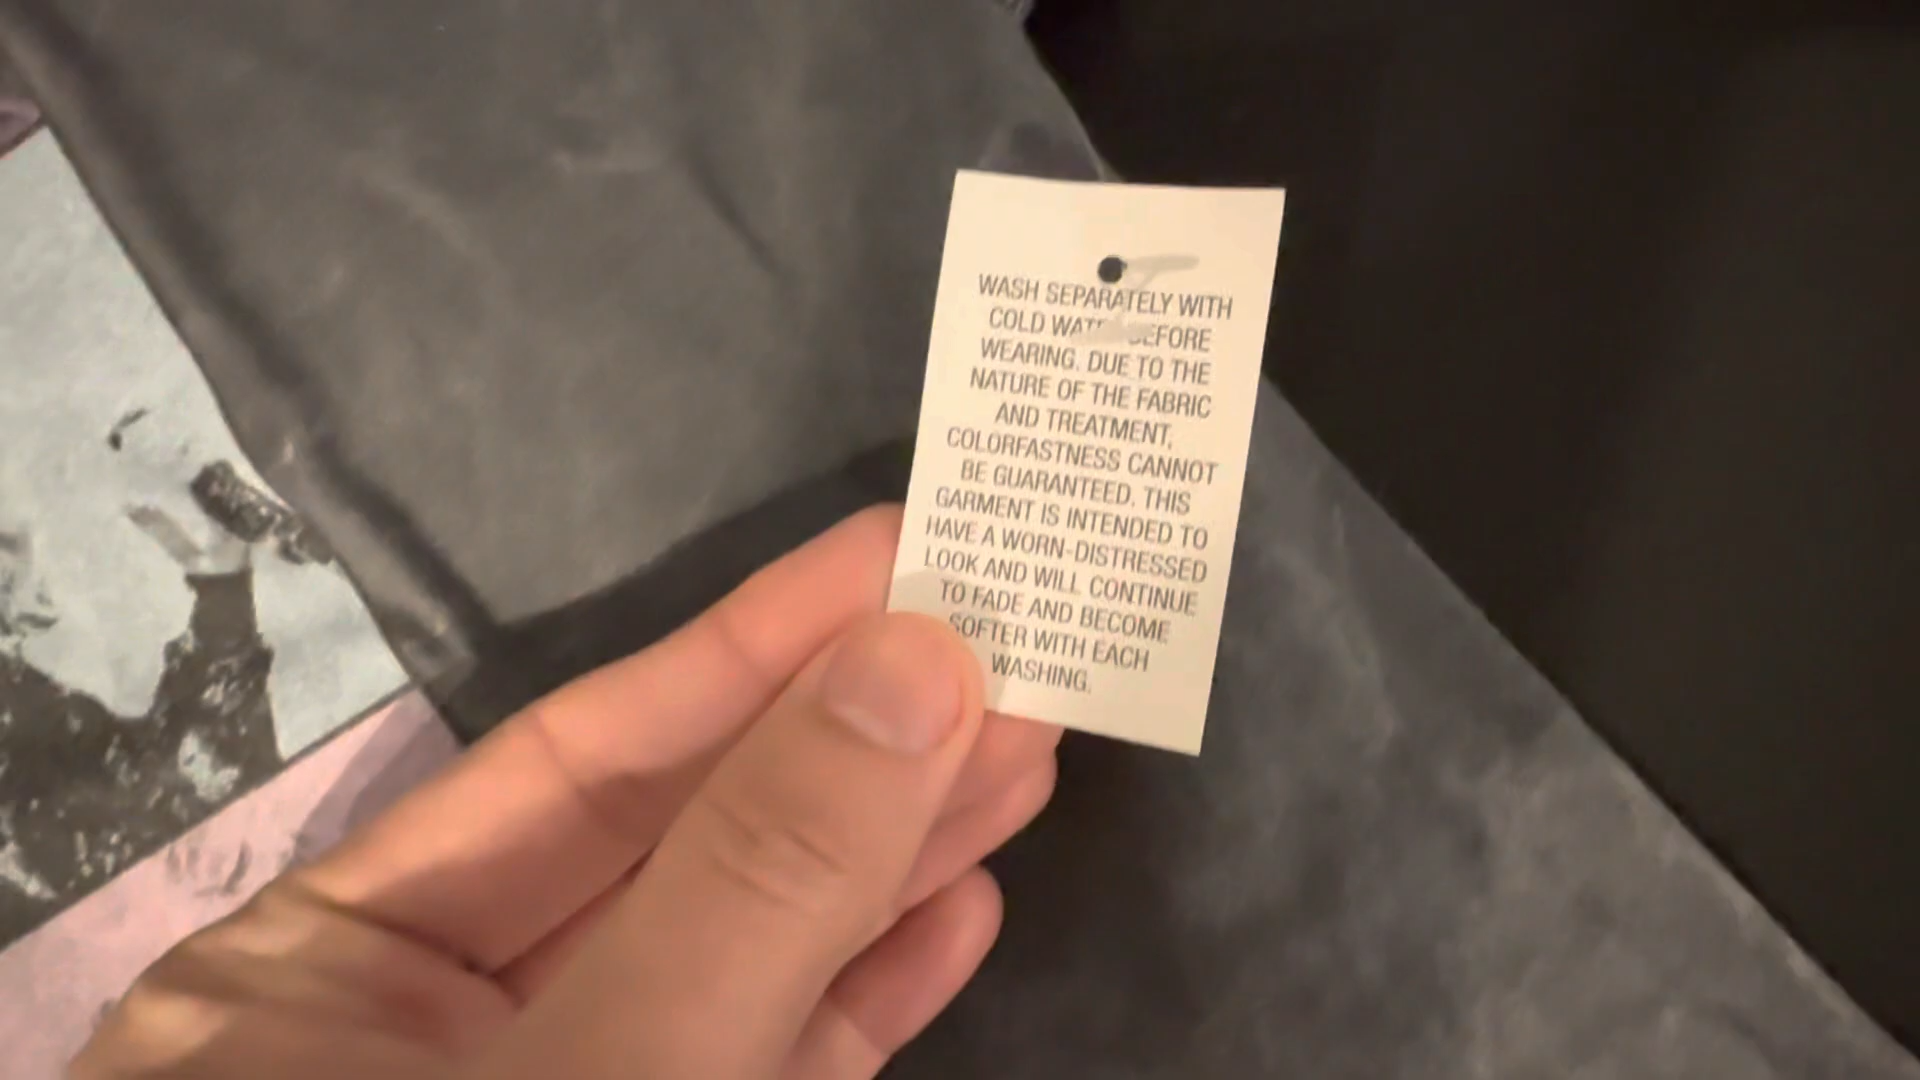 WASH SEPARATELY WITH
COLD BEFORE
WEARING. DUE TO THE
NATURE OF THE FABRIC
AND TREATMENT,
COLORFASTNESS CANNOT
BE GUARANTEED. THIS
GARMENT IS INTENDED TO
HAVE A WORN-DISTRESSED
LOOK AND WILL CONTINUE
TO FADE AND BECOME
SOFTER WITH EACH
WASHING.